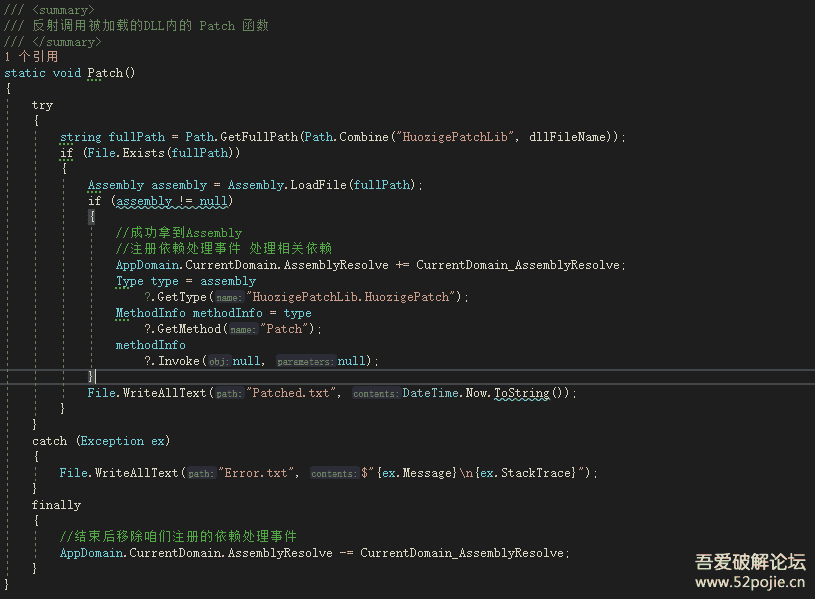 /// <summary>
/// 反射调用被加载的DLL内的 Patch 函数
/// </summary>
1 个引用
static void Patch()
{
try
{
string fullPath = Path.GetFullPath(Path.Combine("HuozigePatchLib", dllFileName));
if (File.Exists(fullPath))
{
Assembly assembly = Assembly.LoadFile(fullPath);
if (assembly != null)
{
//成功拿到Assembly
//注册依赖处理事件 处理相关依赖
AppDomain.CurrentDomain.AssemblyResolve += CurrentDomain_AssemblyResolve;
Type type = assembly
?.GetType(name:"HuozigePatchLib.HuozigePatch");
MethodInfo methodInfo = type
?.GetMethod(name:"Patch");
methodInfo
?.Invoke(obj:null, parameters:null);
}
File.WriteAllText(path:"Patched.txt", contents:DateTime.Now.ToString());
}
}
catch (Exception ex)
{
File.WriteAllText(path:"Error.txt", contents:$"{ex.Message}\n{ex.StackTrace}");
}
finally
{
//结束后移除咱们注册的依赖处理事件
AppDomain.CurrentDomain.AssemblyResolve -= CurrentDomain_AssemblyResolve;
}
}
吾爱破解论坛
www.52pojie.cn